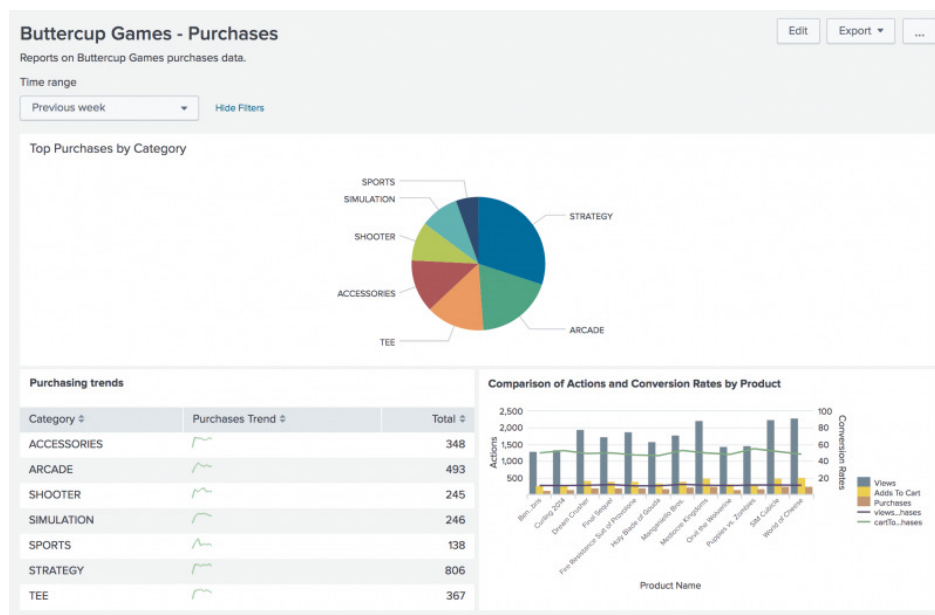 Buttercup Games - Purchases
Edit
Export
...
Reports on Buttercup Games purchases data.
Time range
Previous week
Hide Filters
Top Purchases by Category
SPORTS
SIMULATION
STRATEGY
SHOOTER
ACCESSORIES
ARCADE
TEE
Purchasing trends
Category Purchases Trend Total
ACCESSORIES 348
ARCADE 493
SHOOTER 245
SIMULATION 246
SPORTS 138
STRATEGY 806
TEE 367
Comparison of Actions and Conversion Rates by Product
2,500
2,000
1,500
1,000
500
Actions
100
80
60
40
20
Conversion Rates
Views
Adds To Cart
Purchases
views...hases
cartTo...hases
Ben...bris
Curling 2014
Dream Crusher
Final Sequel
Fire Resistance Suit of Provolone
Holy Blade of Gouda
Manganiello Bros.
Mediocre Kingdoms
Orvil the Wolverine
Puppies vs. Zombies
SIM Cubicle
World of Cheese
Product Name